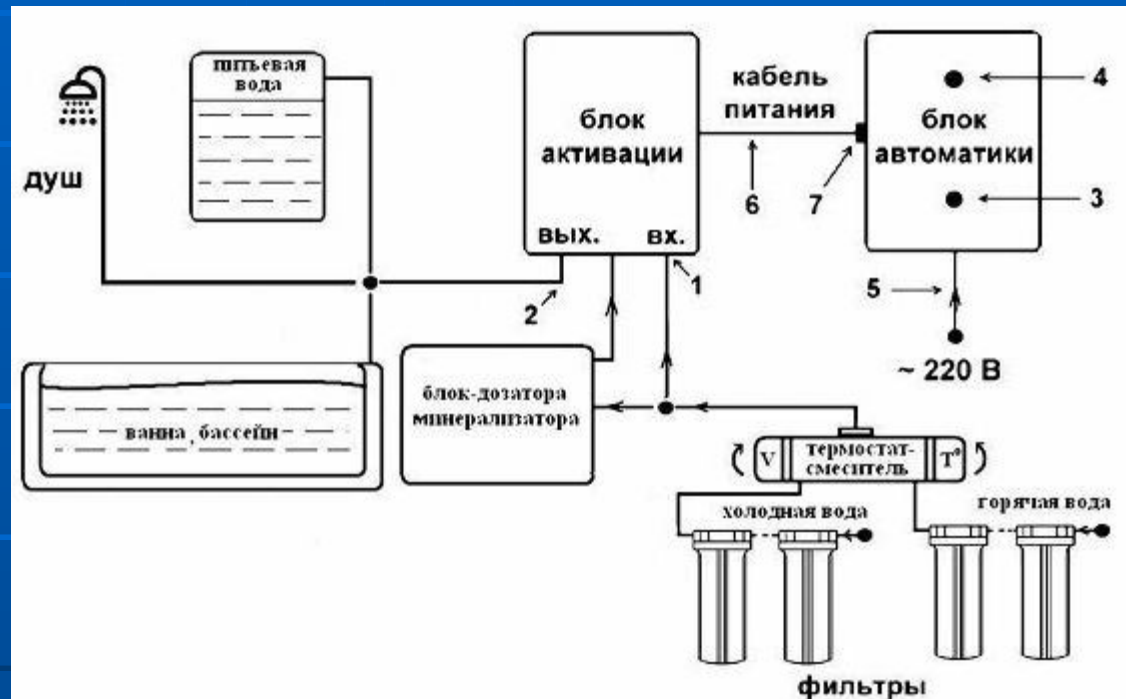 питьевая
вода
душ
блок
активации
ВЫХ.
ВХ.
кабель
питания
блок
автоматики
4
3
6
7
5
1
2
~ 220 В
ванна, бассейн
блок-дозатора
минерализатора
V
термостат-
смеситель
T°
холодная вода
горячая вода
фильтры